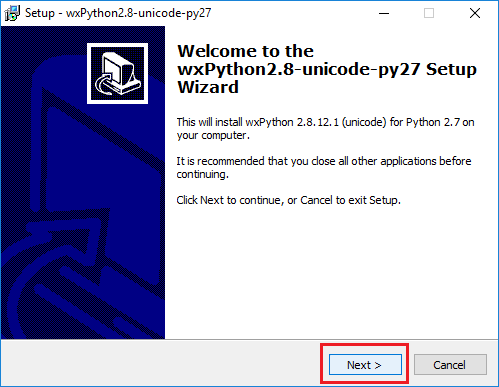 Setup - wxPython2.8-unicode-py27
Welcome to the
wxPython2.8-unicode-py27 Setup
Wizard
This will install wxPython 2.8.12.1 (unicode) for Python 2.7 on
your computer.
It is recommended that you close all other applications before
continuing.
Click Next to continue, or Cancel to exit Setup.
Next >
Cancel